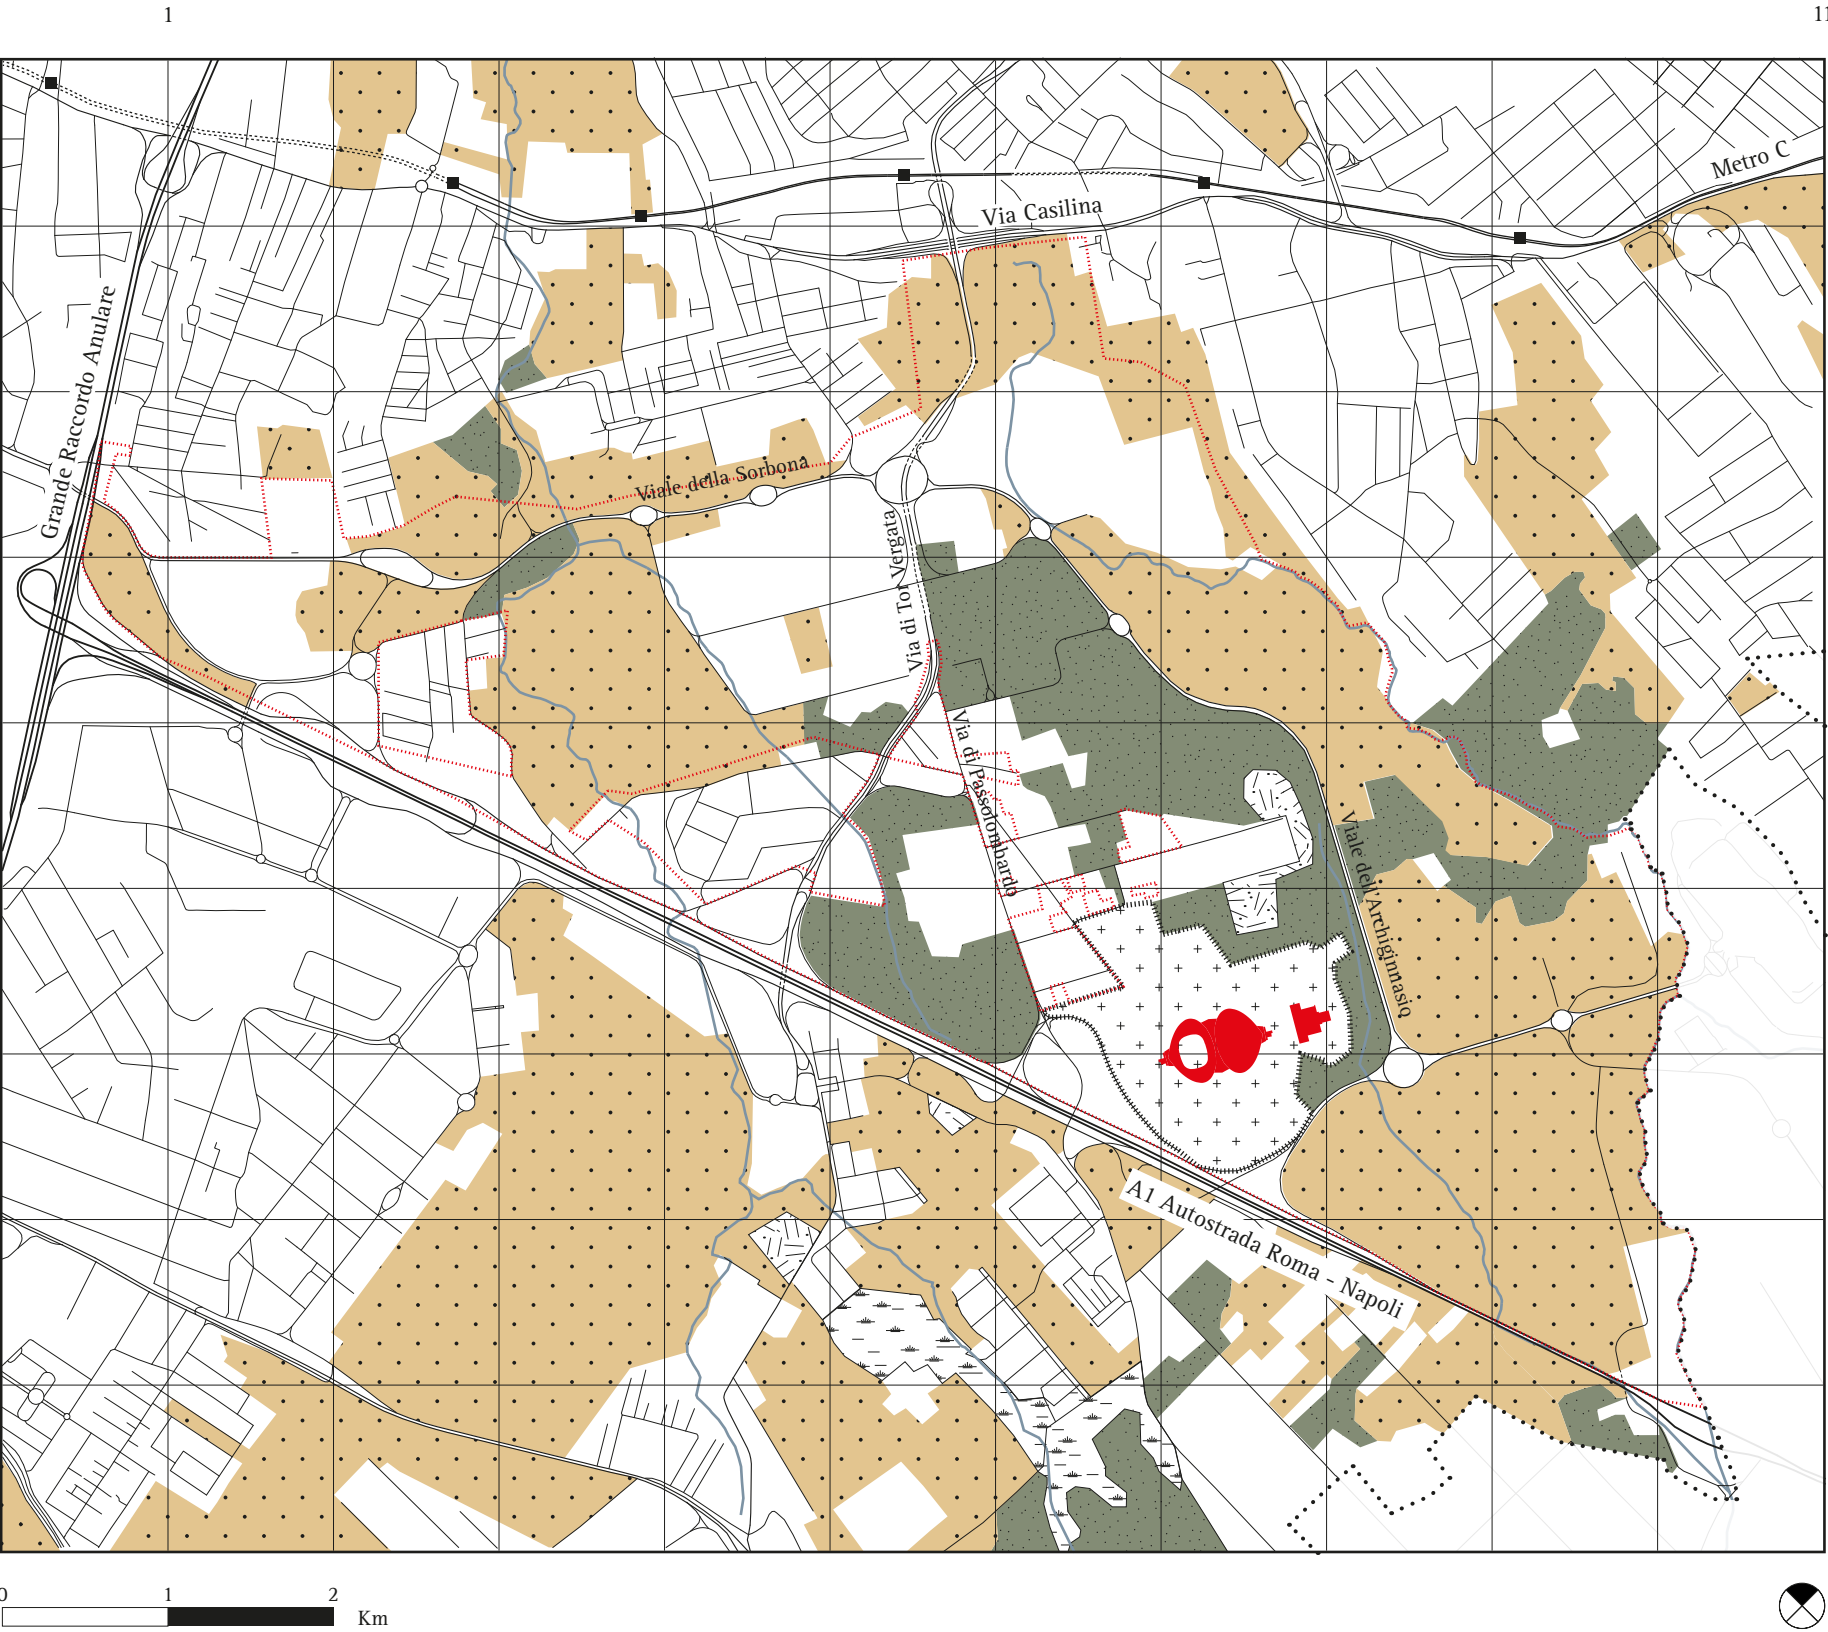 1
11
Metro C
Via Casilina
Grande Raccordo Anulare
Viale della Sorbona
Via di Tor Vergata
Via di Passolombardo
Viale dell'Archiginnasio
A1 Autostrada Roma - Napoli
0 1 2
Km